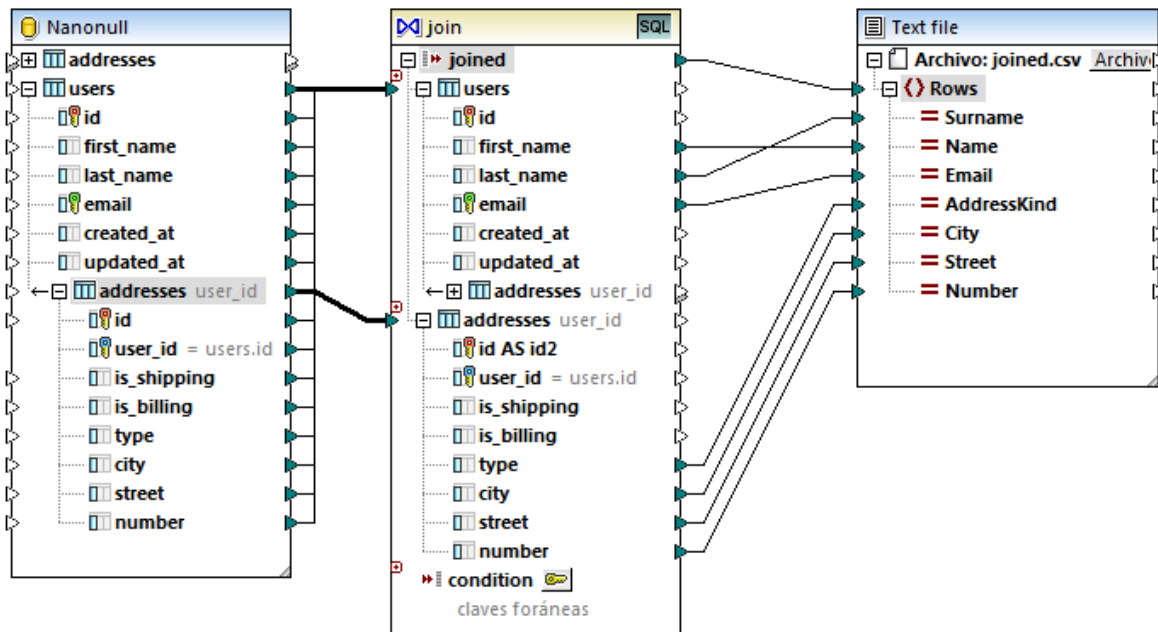 Nanonull
addresses
users
id
first_name
last_name
email
created_at
updated_at
addresses user_id
id
user_id = users.id
is_shipping
is_billing
type
city
street
number
join SQL
joined
users
id
first_name
last_name
email
created_at
updated_at
addresses user_id
addresses user_id
id AS id2
user_id = users.id
is_shipping
is_billing
type
city
street
number
condition
claves foráneas
Text file
Archivo: joined.csv Archiv
Rows
Surname
Name
Email
AddressKind
City
Street
Number